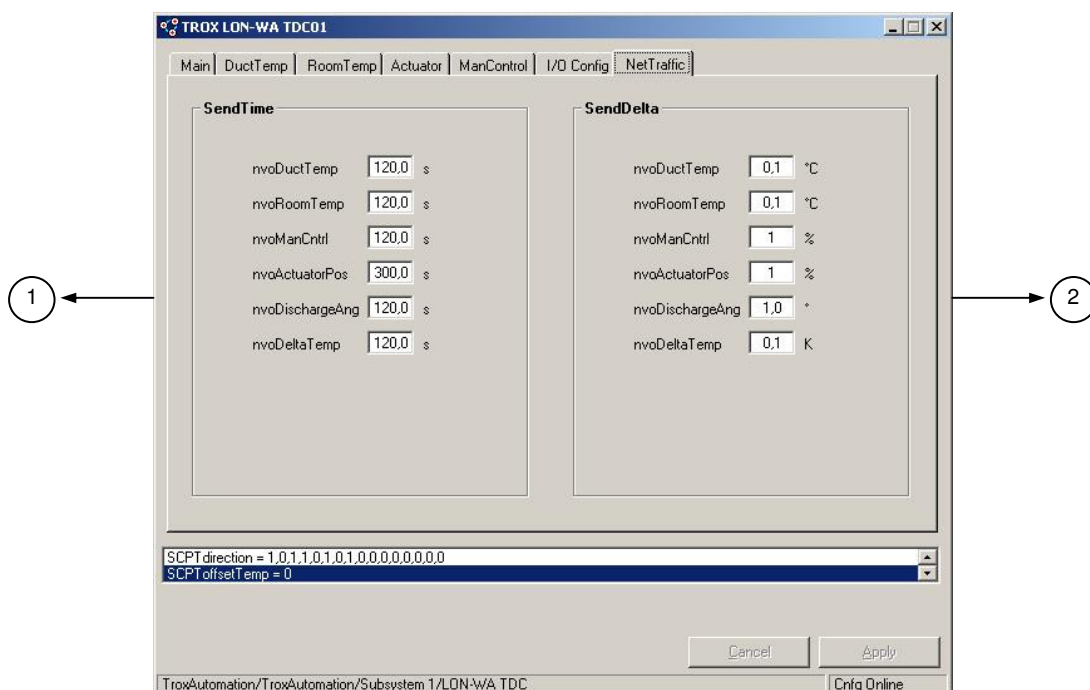 TROX LON-WA TDC01
Main DuctTemp RoomTemp Actuator ManControl I/O Config NetTraffic
SendTime
nvoDuctTemp 120,0 s
nvoRoomTemp 120,0 s
nvoManCntrl 120,0 s
nvoActuatorPos 300,0 s
nvoDischargeAng 120,0 s
nvoDeltaTemp 120,0 s
SendDelta
nvoDuctTemp 0,1 °C
nvoRoomTemp 0,1 °C
nvoManCntrl 1 %
nvoActuatorPos 1 %
nvoDischargeAng 1,0 °
nvoDeltaTemp 0,1 K
1
2
SCPTdirection = 1,0,1,1,0,1,0,1,0,0,0,0,0,0,0,0
SCPToffsetTemp = 0
Cancel Apply
TroxAutomation/TroxAutomation/Subsystem 1/LON-WA TDC Cnfg Online